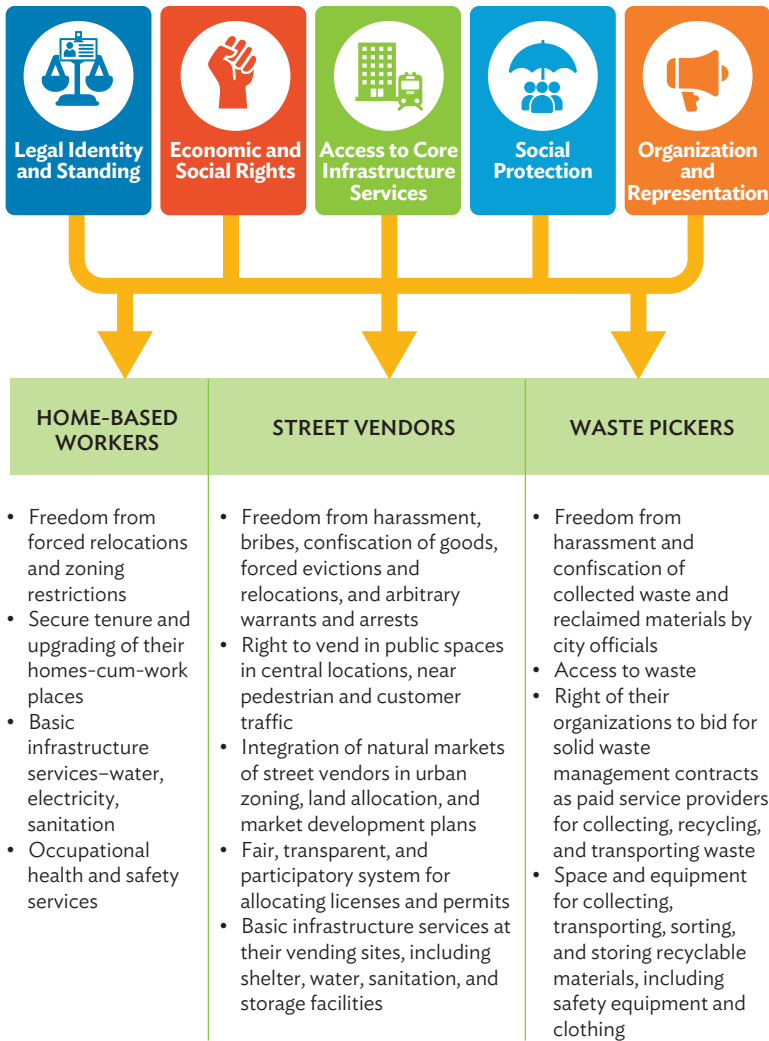 Legal Identity
and Standing
Economic and
Social Rights
Access to Core
Infrastructure
Services
Social
Protection
Organization
and
Representation
HOME-BASED
WORKERS
• Freedom from
forced relocations
and zoning
restrictions
• Secure tenure and
upgrading of their
homes-cum-work
places
• Basic
infrastructure
services–water,
electricity,
sanitation
• Occupational
health and safety
services
STREET VENDORS
• Freedom from harassment,
bribes, confiscation of goods,
forced evictions and
relocations, and arbitrary
warrants and arrests
• Right to vend in public spaces
in central locations, near
pedestrian and customer
traffic
• Integration of natural markets
of street vendors in urban
zoning, land allocation, and
market development plans
• Fair, transparent, and
participatory system for
allocating licenses and permits
• Basic infrastructure services at
their vending sites, including
shelter, water, sanitation, and
storage facilities
WASTE PICKERS
• Freedom from
harassment and
confiscation of
collected waste and
reclaimed materials by
city officials
• Access to waste
• Right of their
organizations to bid for
solid waste
management contracts
as paid service providers
for collecting, recycling,
and transporting waste
• Space and equipment
for collecting,
transporting, sorting,
and storing recyclable
materials, including
safety equipment and
clothing